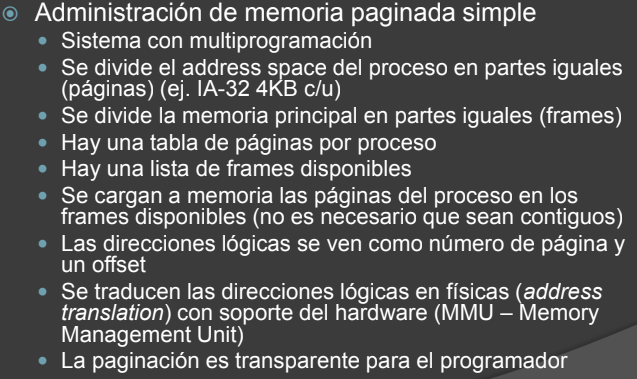 Administración de memoria paginada simple
Sistema con multiprogramación
Se divide el address space del proceso en partes iguales
(páginas) (ej. IA-32 4KB c/u)
Se divide la memoria principal en partes iguales (frames)
Hay una tabla de páginas por proceso
Hay una lista de frames disponibles
Se cargan a memoria las páginas del proceso en los
frames disponibles (no es necesario que sean contiguos)
Las direcciones lógicas se ven como número de página y
un offset
Se traducen las direcciones lógicas en físicas (address
translation) con soporte del hardware (MMU – Memory
Management Unit)
La paginación es transparente para el programador